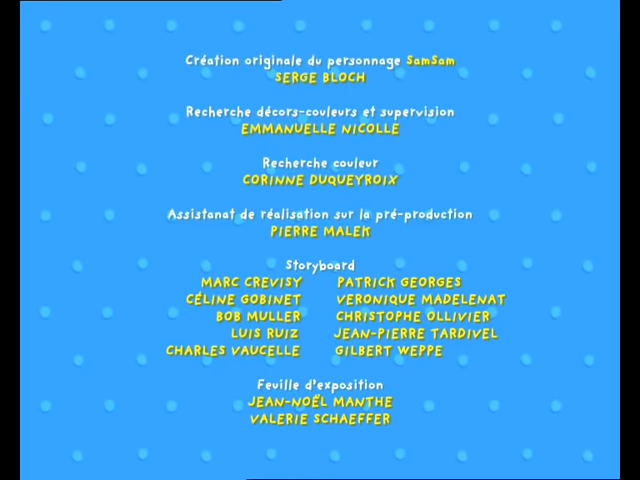 Création originale du personnage SamSam
SERGE BLOCH
Recherche décors-couleurs et supervision
EMMANUELLE NICOLLE
Recherche couleur
CORINNE DUQUEYROIX
Assistanat de réalisation sur la pré-production
PIERRE MALEK
Storyboard
MARC CREVISY PATRICK GEORGES
CÉLINE GOBINET VERONIQUE MADELENAT
BOB MULLER CHRISTOPHE OLLIVIER
LUIS RUIZ JEAN-PIERRE TARDIVEL
CHARLES VAUCELLE GILBERT WEPPE
Feuille d'exposition
JEAN-NOËL MANTHE
VALERIE SCHAEFFER